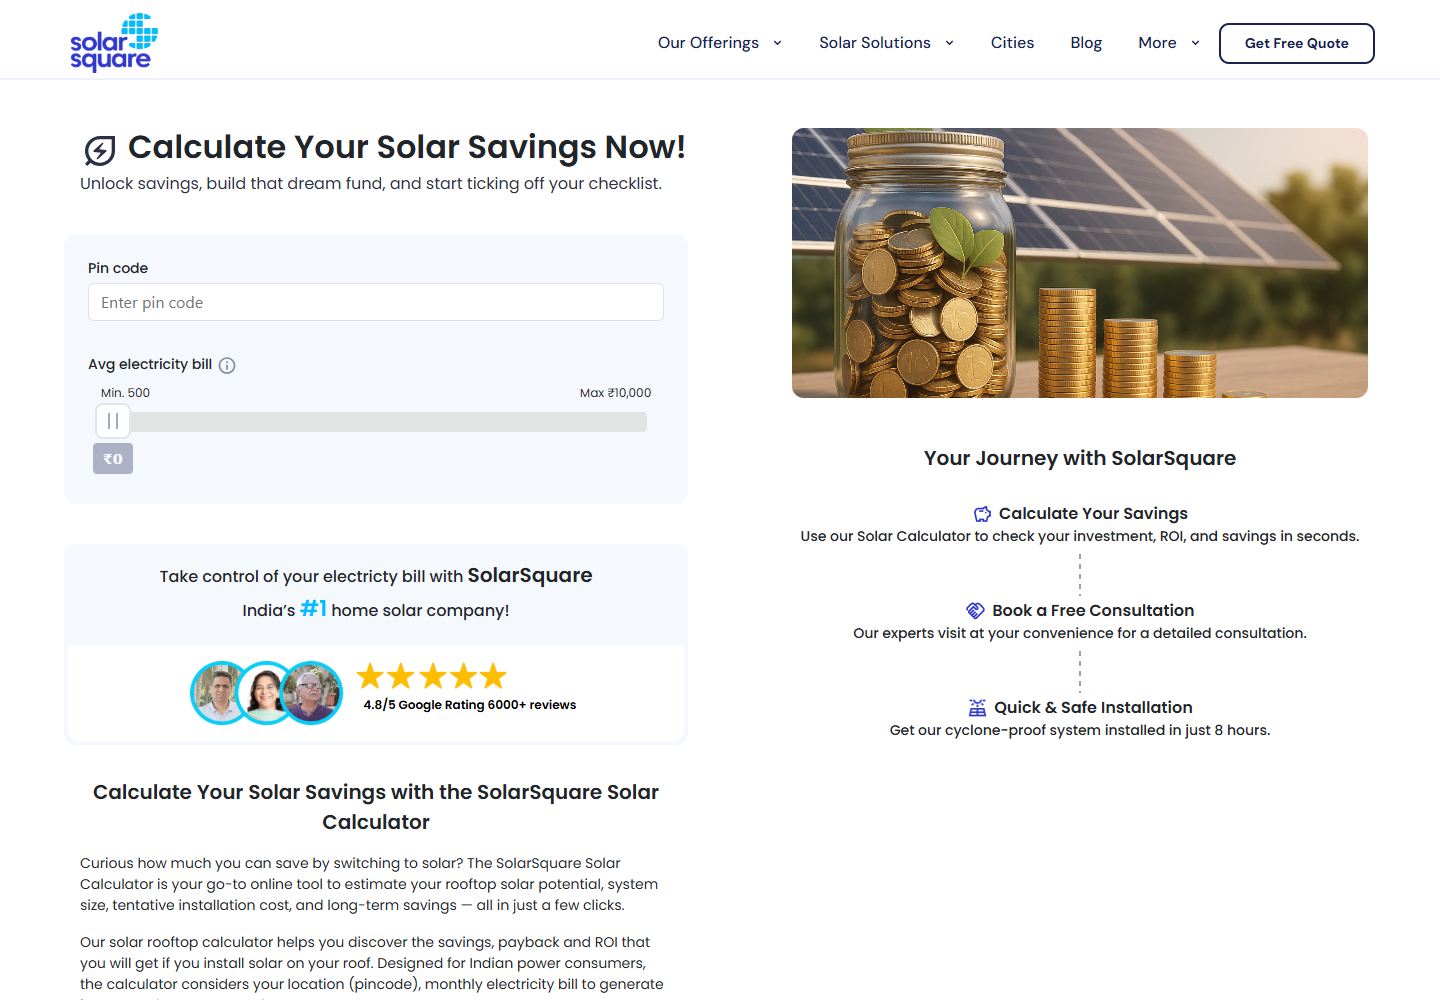 solar
square
Our Offerings
Solar Solutions
Cities
Blog
More
Get Free Quote
Calculate Your Solar Savings Now!
Unlock savings, build that dream fund, and start ticking off your checklist.
Pin code
Enter pin code
Avg electricity bill
Min. 500
Max ₹10,000
₹0
Take control of your electricty bill with SolarSquare
India’s #1 home solar company!
4.8/5 Google Rating 6000+ reviews
Calculate Your Solar Savings with the SolarSquare Solar
Calculator
Curious how much you can save by switching to solar? The SolarSquare Solar
Calculator is your go-to online tool to estimate your rooftop solar potential, system
size, tentative installation cost, and long-term savings — all in just a few clicks.
Our solar rooftop calculator helps you discover the savings, payback and ROI that
you will get if you install solar on your roof. Designed for Indian power consumers,
the calculator considers your location (pincode), monthly electricity bill to generate
Your Journey with SolarSquare
Calculate Your Savings
Use our Solar Calculator to check your investment, ROI, and savings in seconds.
Book a Free Consultation
Our experts visit at your convenience for a detailed consultation.
Quick & Safe Installation
Get our cyclone-proof system installed in just 8 hours.